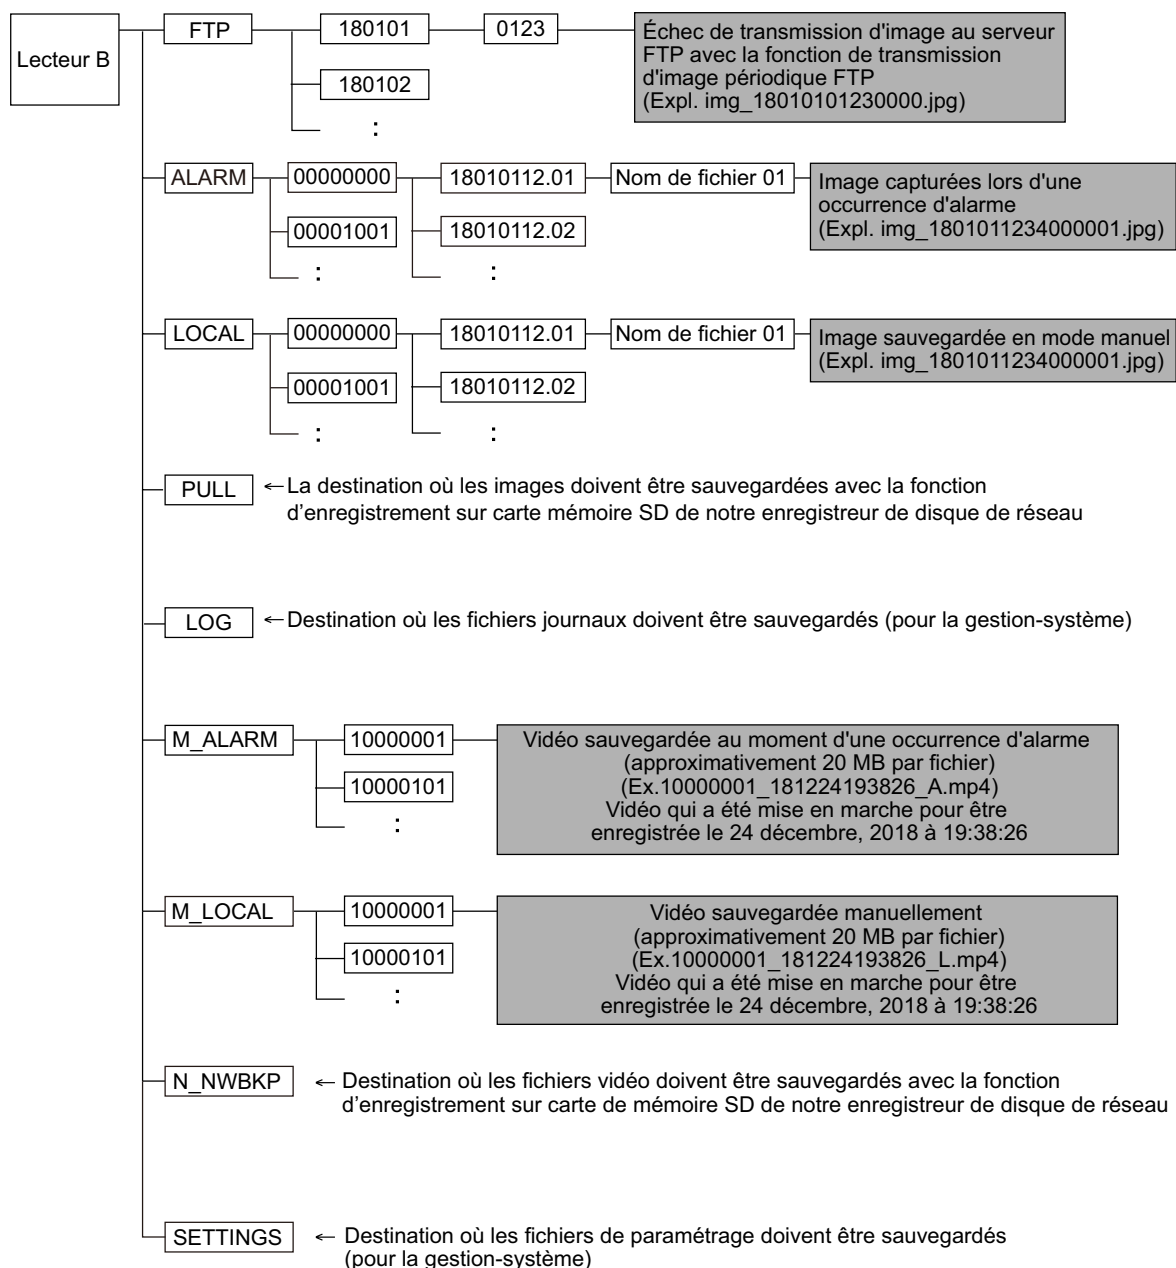 Lecteur B
FTP
180101
0123
Échec de transmission d'image au serveur
FTP avec la fonction de transmission
d'image périodique FTP
(Expl. img_18010101230000.jpg)
180102
:
ALARM
00000000
18010112.01
Nom de fichier 01
Image capturées lors d'une
occurrence d'alarme
(Expl. img_1801011234000001.jpg)
00001001
18010112.02
:
:
LOCAL
00000000
18010112.01
Nom de fichier 01
Image sauvegardée en mode manuel
(Expl. img_1801011234000001.jpg)
00001001
18010112.02
:
:
PULL
←La destination où les images doivent être sauvegardées avec la fonction
d’enregistrement sur carte mémoire SD de notre enregistreur de disque de réseau
LOG
←Destination où les fichiers journaux doivent être sauvegardés (pour la gestion-système)
M_ALARM
10000001
Vidéo sauvegardée au moment d'une occurrence d'alarme
(approximativement 20 MB par fichier)
(Ex.10000001_181224193826_A.mp4)
Vidéo qui a été mise en marche pour être
enregistrée le 24 décembre, 2018 à 19:38:26
10000101
:
M_LOCAL
10000001
Vidéo sauvegardée manuellement
(approximativement 20 MB par fichier)
(Ex.10000001_181224193826_L.mp4)
Vidéo qui a été mise en marche pour être
enregistrée le 24 décembre, 2018 à 19:38:26
10000101
:
N_NWBKP
← Destination où les fichiers vidéo doivent être sauvegardés avec la fonction
d’enregistrement sur carte de mémoire SD de notre enregistreur de disque de réseau
SETTINGS
← Destination où les fichiers de paramétrage doivent être sauvegardés
(pour la gestion-système)